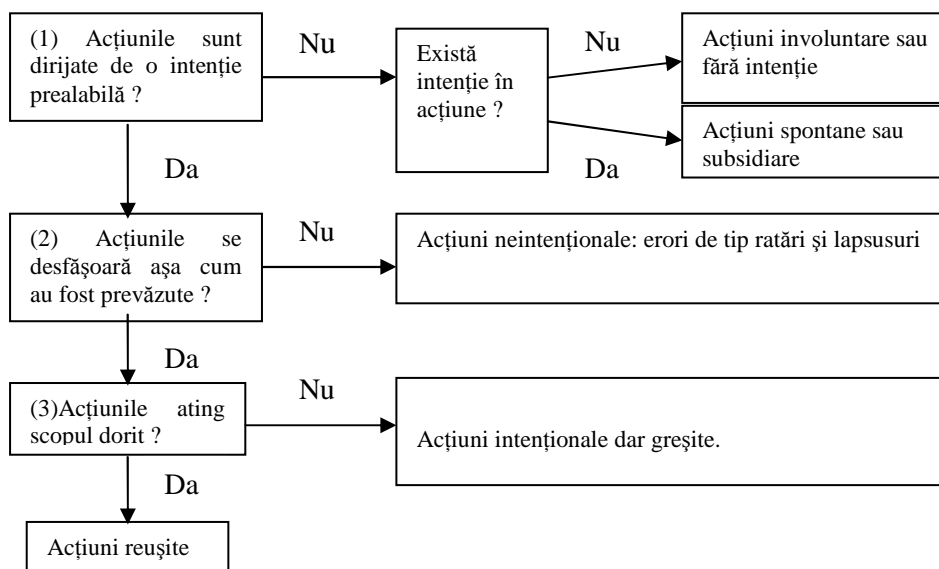 (1) Acțiunile sunt
dirijate de o intenție
prealabilă ?
Nu
Există
intenție în
acțiune ?
Nu
Acțiuni involuntare sau
fără intenție
Da
Acțiuni spontane sau
subsidiare
Da
(2) Acțiunile se
desfăşoară aşa cum
au fost prevăzute ?
Nu
Acțiuni neintenționale: erori de tip ratări şi lapsusuri
Da
(3)Acțiunile ating
scopul dorit ?
Nu
Acțiuni intenționale dar greşite.
Da
Acțiuni reuşite